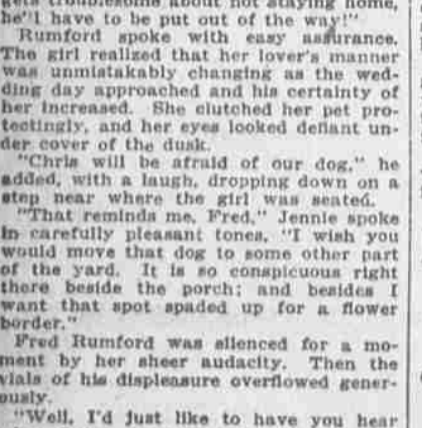 gets troublesome about not staying home,
he'll have to be put out of the way!"
Rumford spoke with easy assurance.
The girl realized that her lover's manner
was unmistakably changing as the wed-
ding day approached and his certainty of
her increased. She clutched her pet pro-
tectingly, and her eyes looked defiant un-
der cover of the dusk.
"Chris will be afraid of our dog," he
added, with a laugh, dropping down on a
step near where the girl was seated.
"That reminds me, Fred," Jennie spoke
in carefully pleasant tones, "I wish you
would move that dog to some other part
of the yard. It is so conspicuous right
there beside the porch; and besides I
want that spot spaded up for a flower
border."
Fred Rumford was silenced for a mo-
ment by her sheer audacity. Then the
vials of his displeasure overflowed gener-
ously.
"Well, I'd just like to have you hear